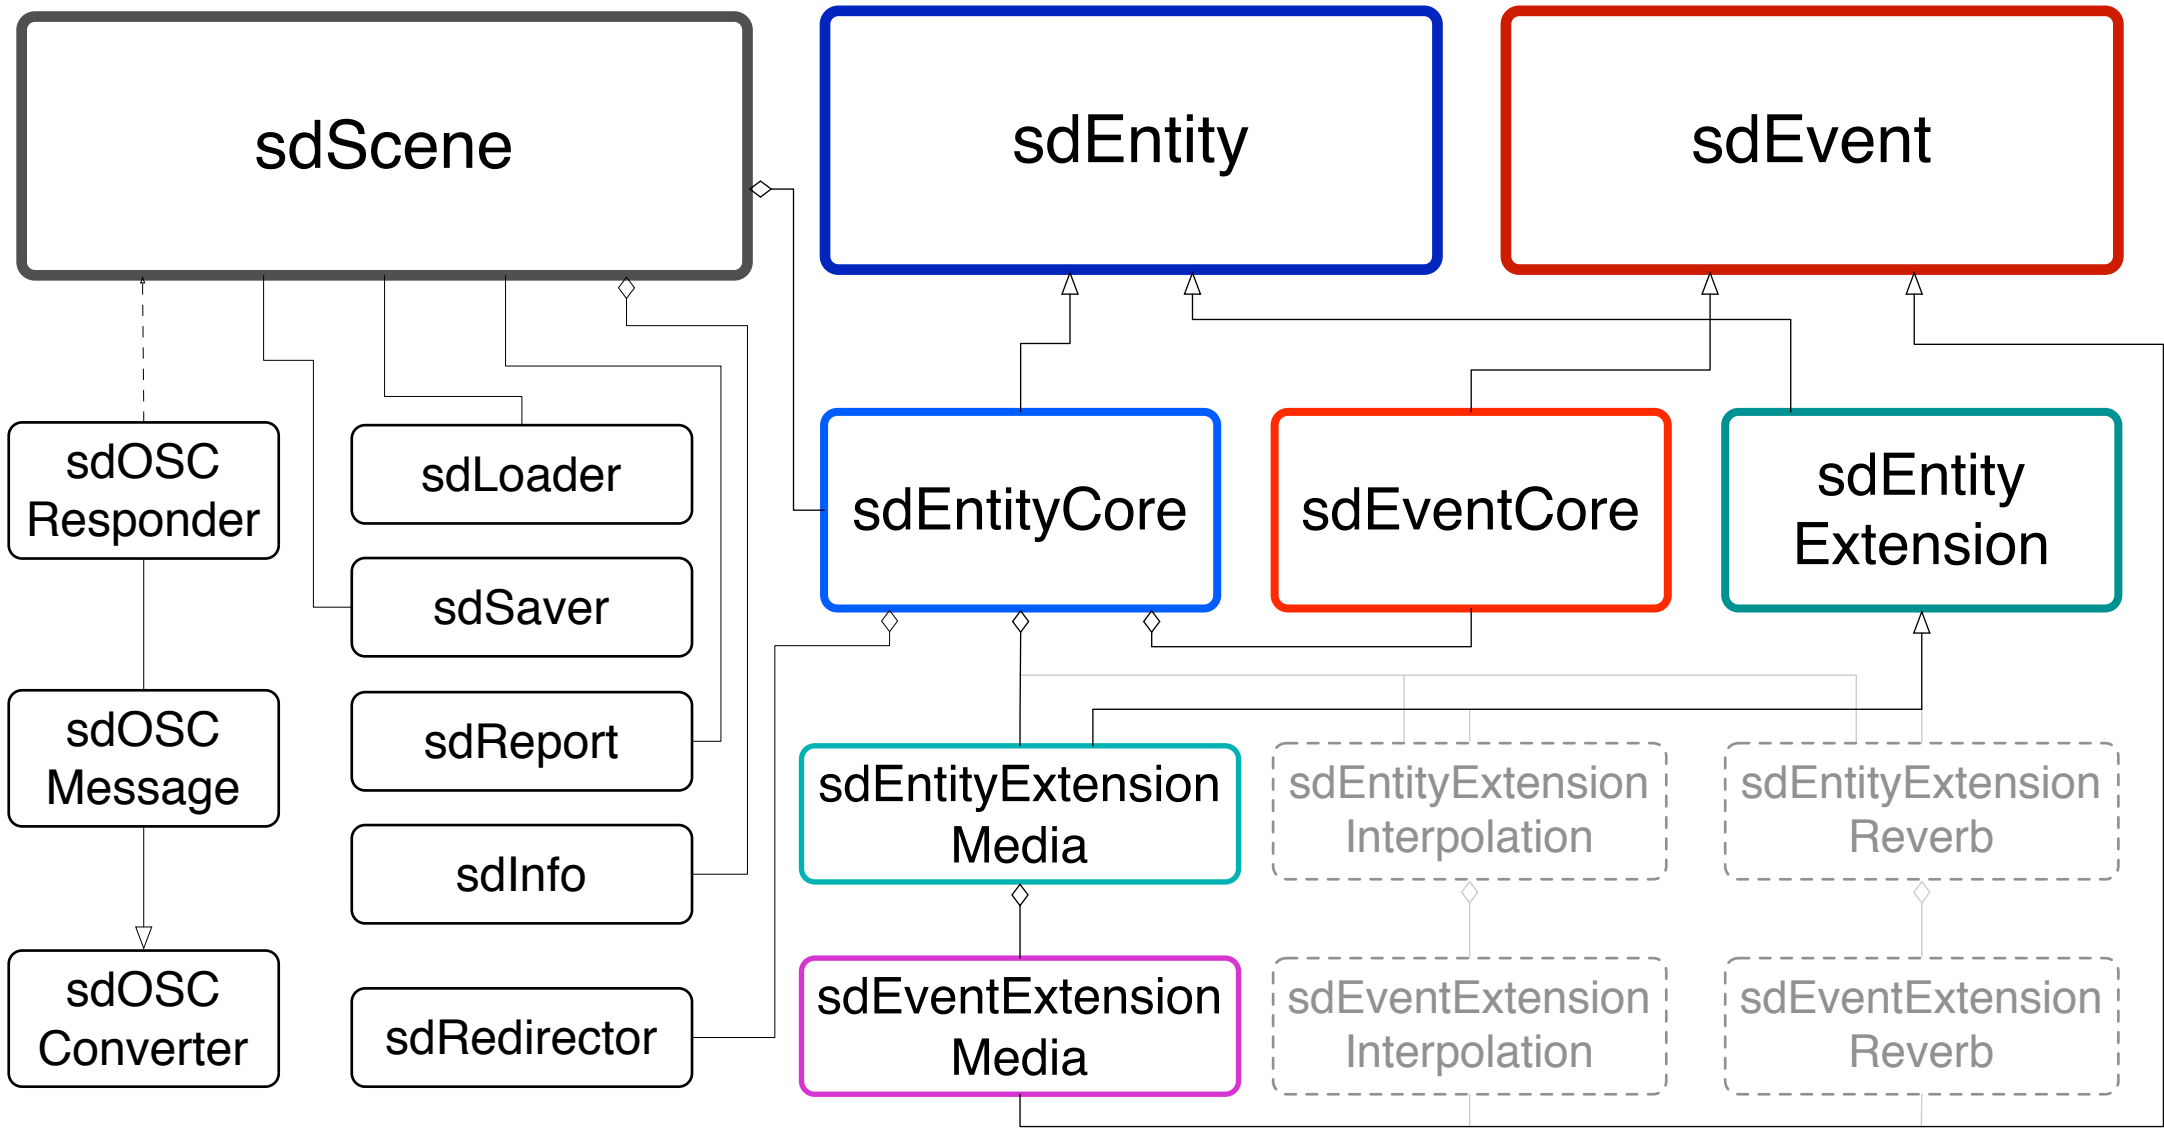 sdScene
sdEntity
sdEvent
sdOSC
Responder
sdLoader
sdEntityCore
sdEventCore
sdEntity
Extension
sdSaver
sdOSC
Message
sdReport
sdEntityExtension
Media
sdEntityExtension
Interpolation
sdEntityExtension
Reverb
sdInfo
sdOSC
Converter
sdRedirector
sdEventExtension
Media
sdEventExtension
Interpolation
sdEventExtension
Reverb